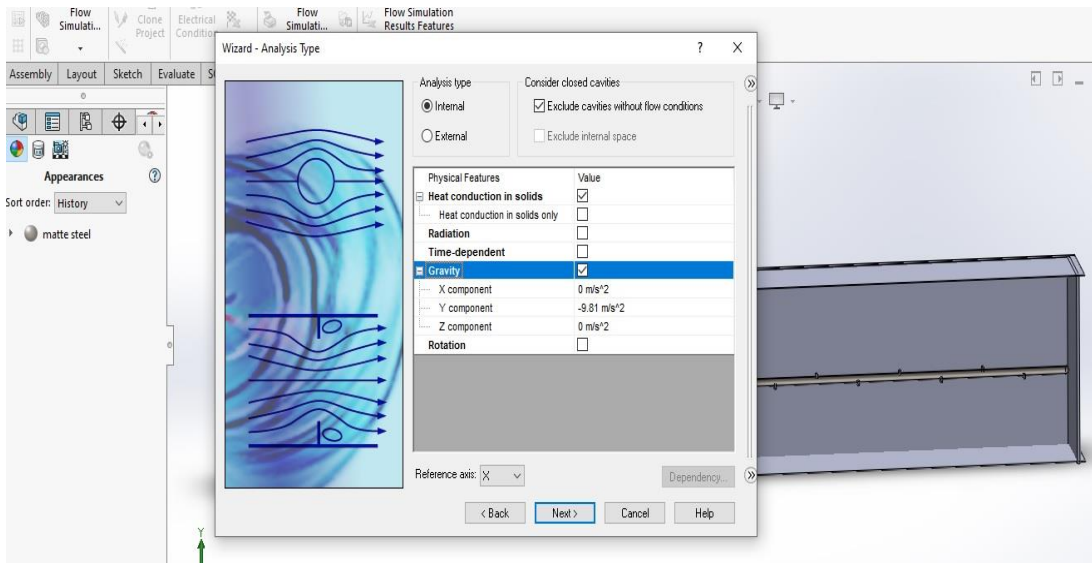 Flow
Simulati...
Clone
Project
Electrical
Condition
Flow
Simulati...
Flow Simulation
Results Features
Assembly Layout Sketch Evaluate
Appearances
Sort order: History
matte steel
Wizard - Analysis Type ? X
Analysis type
Internal
External
Consider closed cavities
Exclude cavities without flow conditions
Exclude internal space
Physical Features Value
Heat conduction in solids
Heat conduction in solids only
Radiation
Time-dependent
Gravity
X component 0 m/s^2
Y component -9.81 m/s^2
Z component 0 m/s^2
Rotation
Reference axis: X
Dependency...
< Back Next > Cancel Help
Y